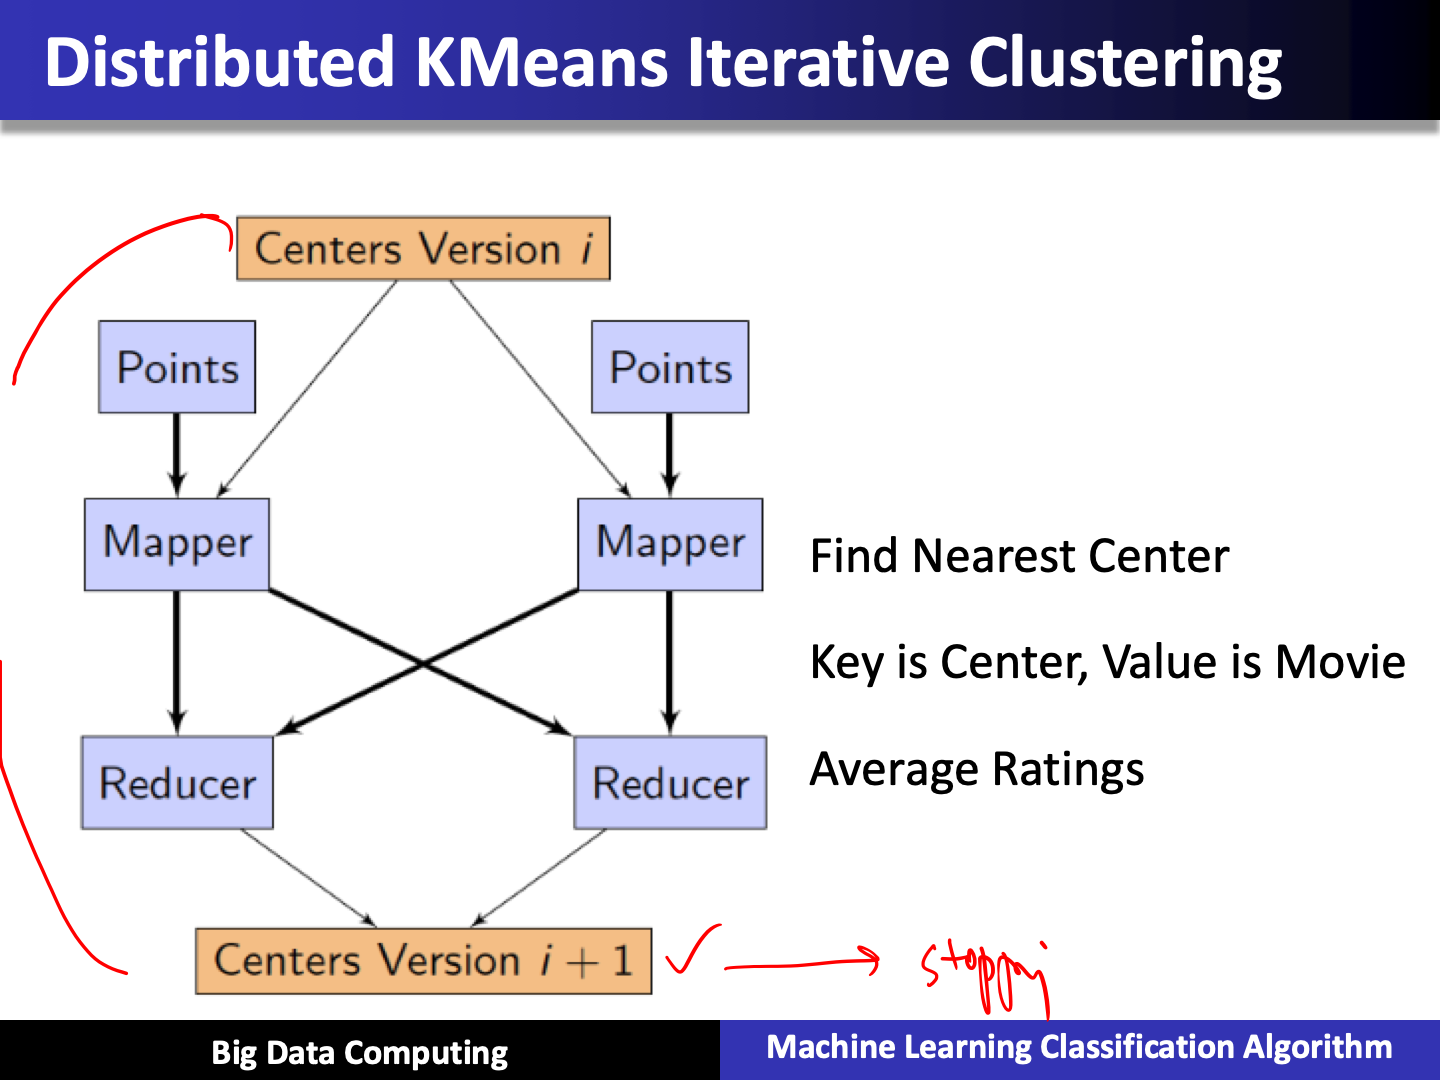 Distributed KMeans Iterative Clustering
Centers Version i
Points Points
Mapper Mapper
Find Nearest Center
Key is Center, Value is Movie
Reducer Reducer
Average Ratings
Centers Version i + 1
Big Data Computing
Machine Learning Classification Algorithm